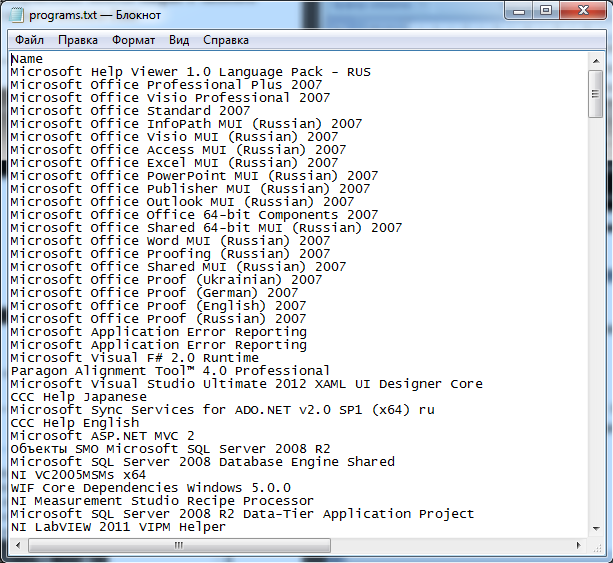 programs.txt — Блокнот
Файл Правка Формат Вид Справка
Name
Microsoft Help Viewer 1.0 Language Pack - RUS
Microsoft Office Professional Plus 2007
Microsoft Office Visio Professional 2007
Microsoft Office Standard 2007
Microsoft Office InfoPath MUI (Russian) 2007
Microsoft Office Visio MUI (Russian) 2007
Microsoft Office Access MUI (Russian) 2007
Microsoft Office Excel MUI (Russian) 2007
Microsoft Office PowerPoint MUI (Russian) 2007
Microsoft Office Publisher MUI (Russian) 2007
Microsoft Office Outlook MUI (Russian) 2007
Microsoft Office Office 64-bit Components 2007
Microsoft Office Shared 64-bit MUI (Russian) 2007
Microsoft Office Word MUI (Russian) 2007
Microsoft Office Proofing (Russian) 2007
Microsoft Office Shared MUI (Russian) 2007
Microsoft Office Proof (Ukrainian) 2007
Microsoft Office Proof (German) 2007
Microsoft Office Proof (English) 2007
Microsoft Office Proof (Russian) 2007
Microsoft Application Error Reporting
Microsoft Application Error Reporting
Microsoft Visual F# 2.0 Runtime
Paragon Alignment Tool™ 4.0 Professional
Microsoft Visual Studio Ultimate 2012 XAML UI Designer Core
CCC Help Japanese
Microsoft Sync Services for ADO.NET v2.0 SP1 (x64) ru
CCC Help English
Microsoft ASP.NET MVC 2
Объекты SMO Microsoft SQL Server 2008 R2
Microsoft SQL Server 2008 Database Engine Shared
NI VC2005MSMs x64
WIF Core Dependencies Windows 5.0.0
NI Measurement Studio Recipe Processor
Microsoft SQL Server 2008 R2 Data-Tier Application Project
NI LabVIEW 2011 VIPM Helper